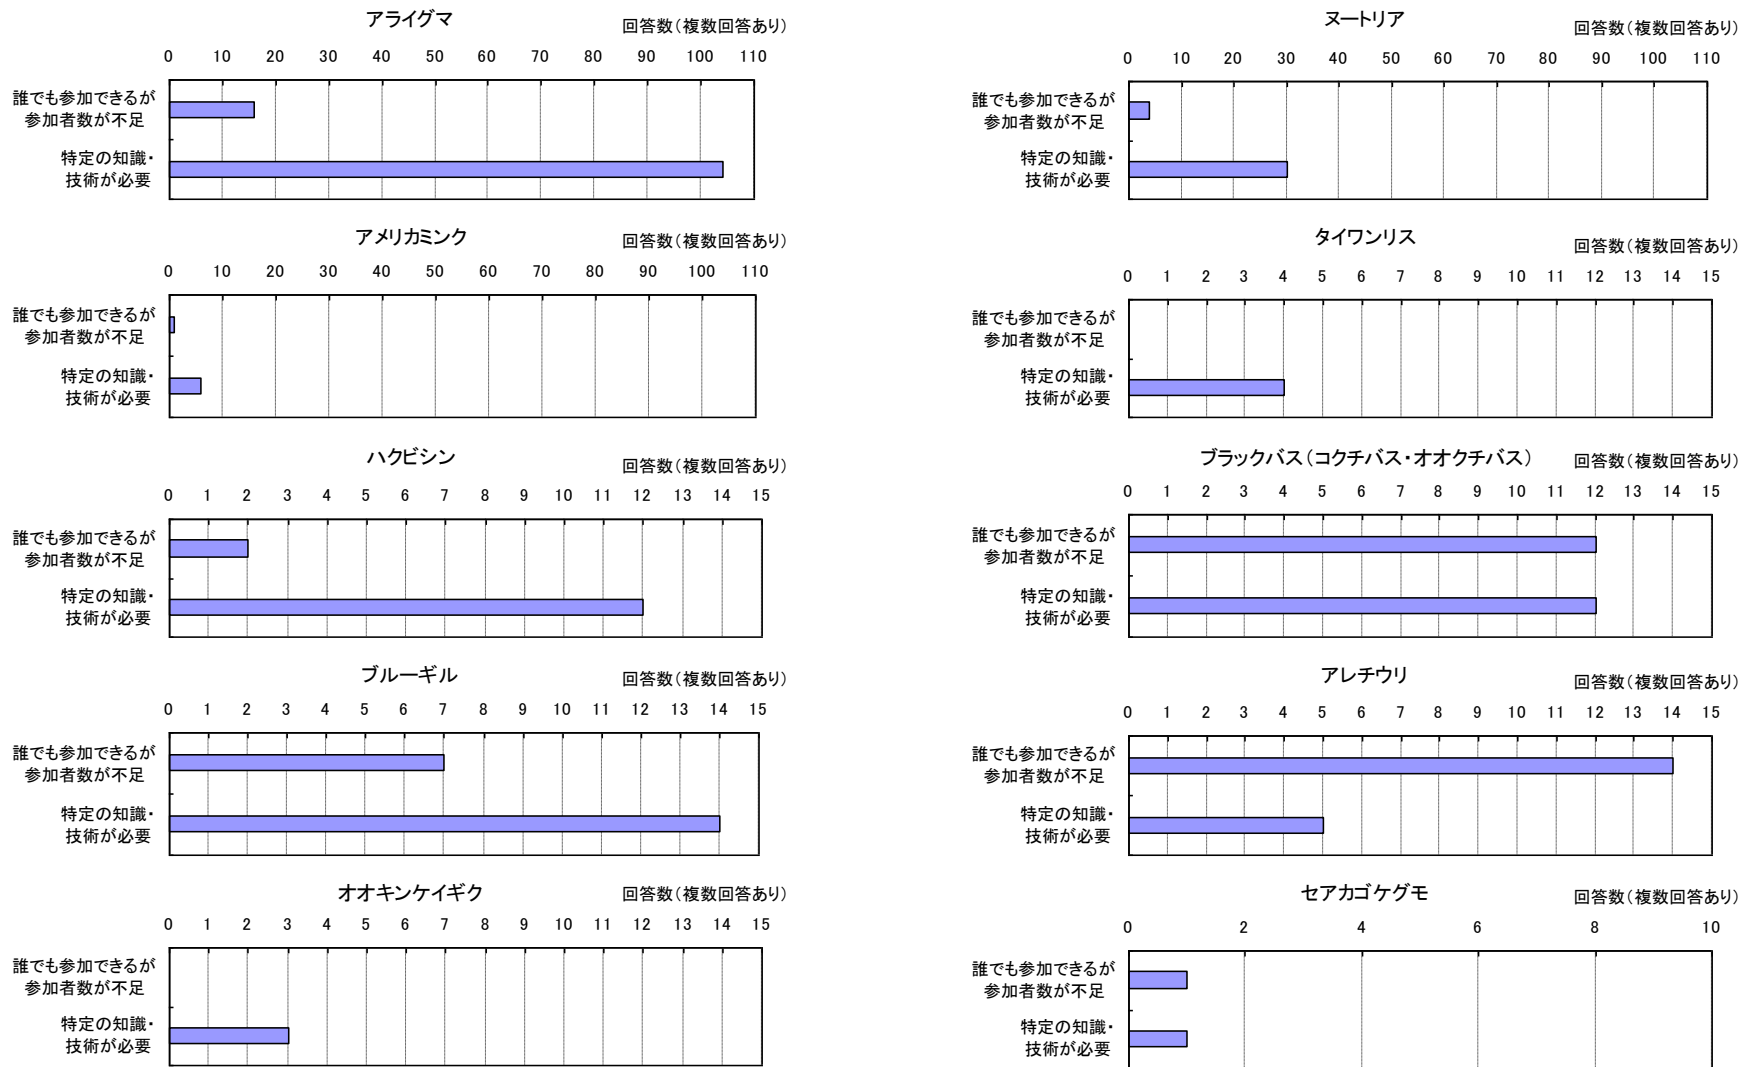 アライグマ
回答数(複数回答あり)
0 10 20 30 40 50 60 70 80 90 100 110
誰でも参加できるが
参加者数が不足
特定の知識・
技術が必要
ヌートリア
回答数(複数回答あり)
0 10 20 30 40 50 60 70 80 90 100 110
誰でも参加できるが
参加者数が不足
特定の知識・
技術が必要
アメリカミンク
回答数(複数回答あり)
0 10 20 30 40 50 60 70 80 90 100 110
誰でも参加できるが
参加者数が不足
特定の知識・
技術が必要
タイワンリス
回答数(複数回答あり)
0 1 2 3 4 5 6 7 8 9 10 11 12 13 14 15
誰でも参加できるが
参加者数が不足
特定の知識・
技術が必要
ハクビシン
回答数(複数回答あり)
0 1 2 3 4 5 6 7 8 9 10 11 12 13 14 15
誰でも参加できるが
参加者数が不足
特定の知識・
技術が必要
ブラックバス(コクチバス・オオクチバス)
回答数(複数回答あり)
0 1 2 3 4 5 6 7 8 9 10 11 12 13 14 15
誰でも参加できるが
参加者数が不足
特定の知識・
技術が必要
ブルーギル
回答数(複数回答あり)
0 1 2 3 4 5 6 7 8 9 10 11 12 13 14 15
誰でも参加できるが
参加者数が不足
特定の知識・
技術が必要
アレチウリ
回答数(複数回答あり)
0 1 2 3 4 5 6 7 8 9 10 11 12 13 14 15
誰でも参加できるが
参加者数が不足
特定の知識・
技術が必要
オオキンケイギク
回答数(複数回答あり)
0 1 2 3 4 5 6 7 8 9 10 11 12 13 14 15
誰でも参加できるが
参加者数が不足
特定の知識・
技術が必要
セアカゴケグモ
回答数(複数回答あり)
0 2 4 6 8 10
誰でも参加できるが
参加者数が不足
特定の知識・
技術が必要